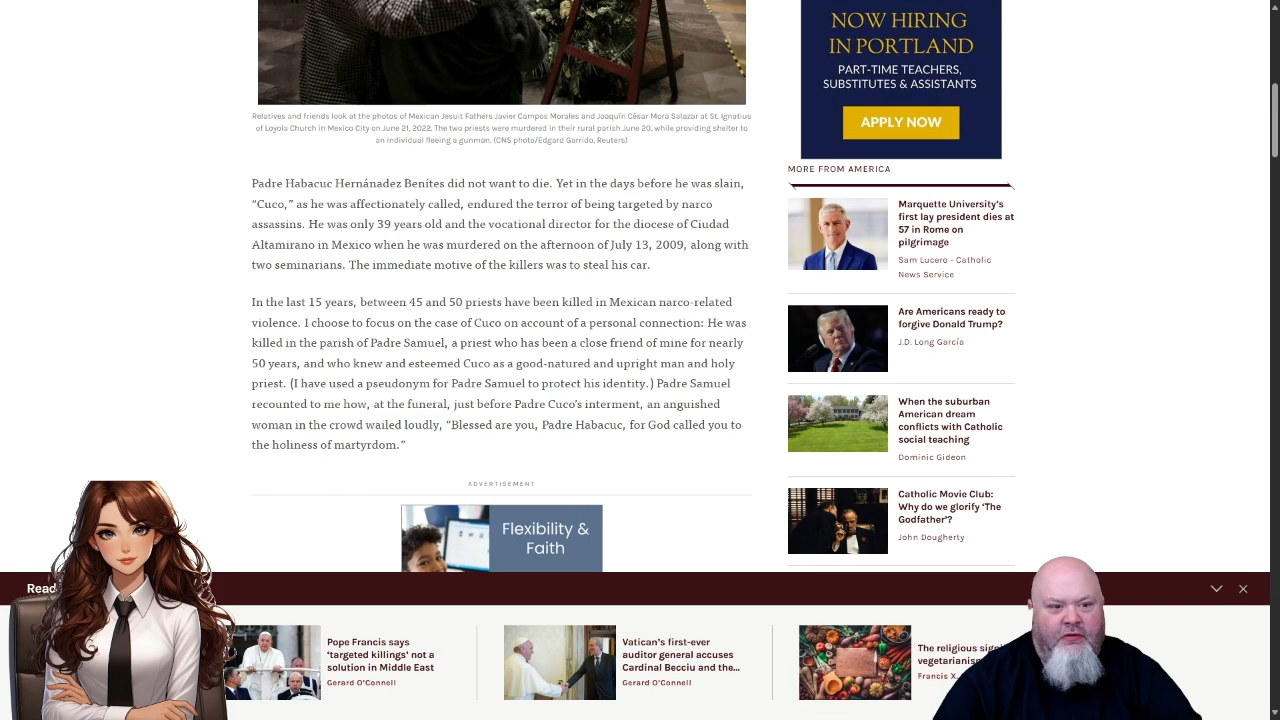 Relatives and friends look at the photos of Mexican Jesuit Fathers Javier Campos Morales and Joaquín César Mora Salazar at St. Ignatius
of Loyola Church in Mexico City on June 21, 2022. The two priests were murdered in their rural parish June 20, while providing shelter to
an individual fleeing a gunman. (CNS photo/Edgard Garrido, Reuters)
Padre Habacuc Hernánadez Benítes did not want to die. Yet in the days before he was slain,
“Cuco,” as he was affectionately called, endured the terror of being targeted by narco
assassins. He was only 39 years old and the vocational director for the diocese of Ciudad
Altamirano in Mexico when he was murdered on the afternoon of July 13, 2009, along with
two seminarians. The immediate motive of the killers was to steal his car.
In the last 15 years, between 45 and 50 priests have been killed in Mexican narco-related
violence. I choose to focus on the case of Cuco on account of a personal connection: He was
killed in the parish of Padre Samuel, a priest who has been a close friend of mine for nearly
50 years, and who knew and esteemed Cuco as a good-natured and upright man and holy
priest. (I have used a pseudonym for Padre Samuel to protect his identity.) Padre Samuel
recounted to me how, at the funeral, just before Padre Cuco’s interment, an anguished
woman in the crowd wailed loudly, “Blessed are you, Padre Habacuc, for God called you to
the holiness of martyrdom.”
ADVERTISEMENT
Flexibility &
Faith
NOW HIRING
IN PORTLAND
PART-TIME TEACHERS,
SUBSTITUTES & ASSISTANTS
APPLY NOW
MORE FROM AMERICA
Marquette University’s
first lay president dies at
57 in Rome on
pilgrimage
Sam Lucero - Catholic
News Service
Are Americans ready to
forgive Donald Trump?
J.D. Long García
When the suburban
American dream
conflicts with Catholic
social teaching
Dominic Gideon
Catholic Movie Club:
Why do we glorify ‘The
Godfather’?
John Dougherty
Read
Pope Francis says
‘targeted killings’ not a
solution in Middle East
Gerard O’Connell
Vatican’s first-ever
auditor general accuses
Cardinal Becciu and the...
Gerard O’Connell
The religious
vegetarianis
Francis X.